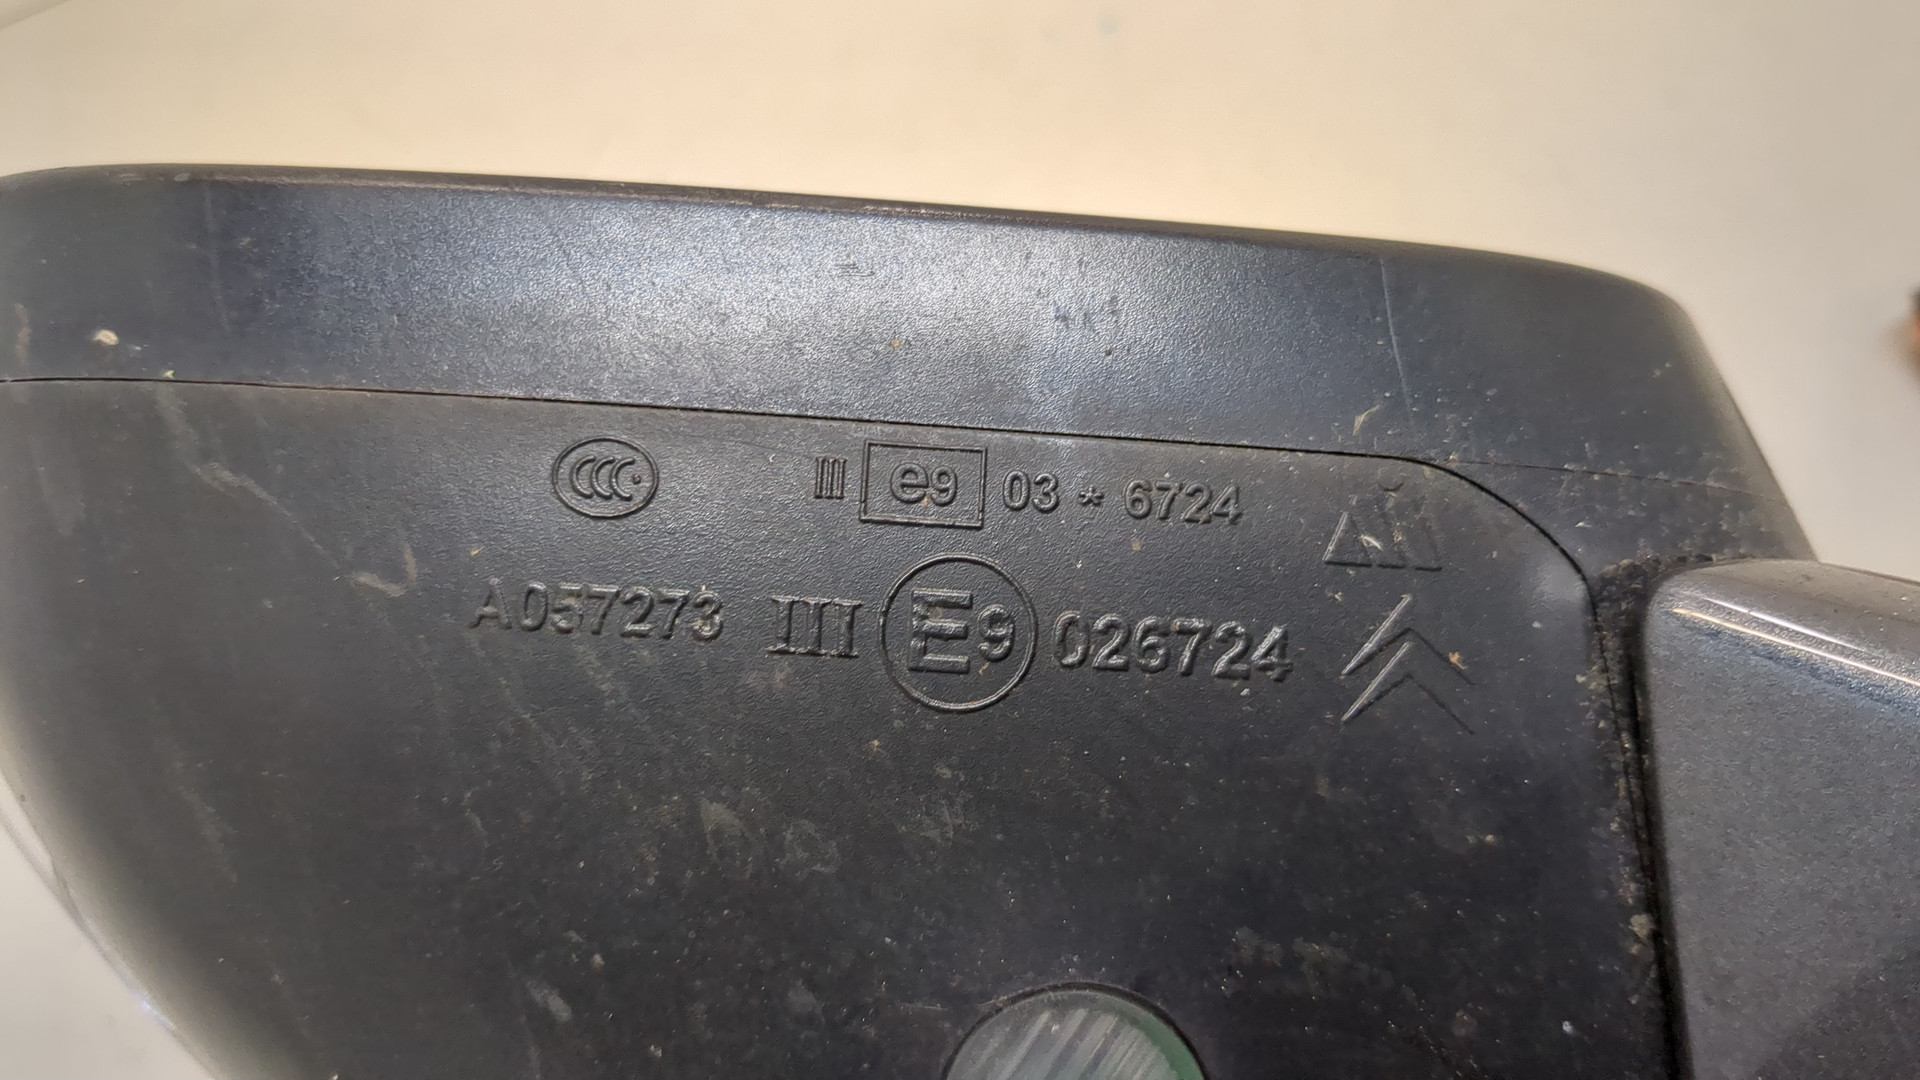 CCC III e9 03 * 6724
A057273 III E9 026724